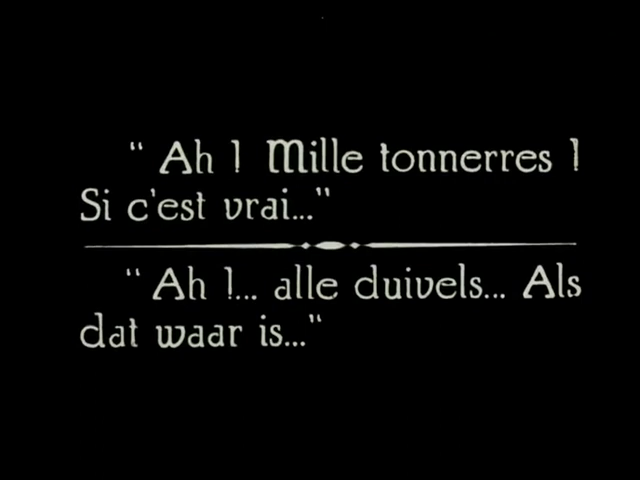 " Ah ! Mille tonnerres !
Si c'est vrai..."
" Ah !... alle duivels... Als
dat waar is..."